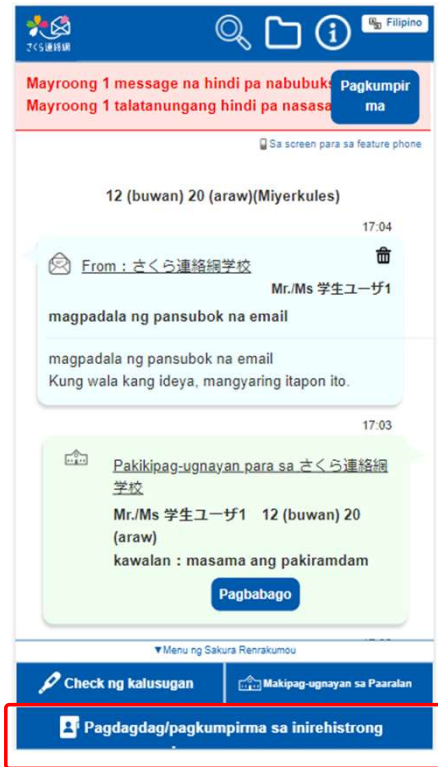 さくら連絡網
Filipino
Mayroong 1 message na hindi pa nabubuks
Mayroong 1 talatanungang hindi pa nasasa
Pagkumpir
ma
Sa screen para sa feature phone
12 (buwan) 20 (araw)(Miyerkules)
17:04
From : さくら連絡網学校
Mr./Ms 学生ユーザ1
magpadala ng pansubok na email
magpadala ng pansubok na email
Kung wala kang ideya, mangyaring itapon ito.
17:03
Pakikipag-ugnayan para sa さくら連絡網
学校
Mr./Ms 学生ユーザ1 12 (buwan) 20
(araw)
kawalan : masama ang pakiramdam
Pagbabago
▼Menu ng Sakura Renrakumou
Check ng kalusugan
Makipag-ugnayan sa Paaralan
Pagdagdag/pagkumpirma sa inirehistrong